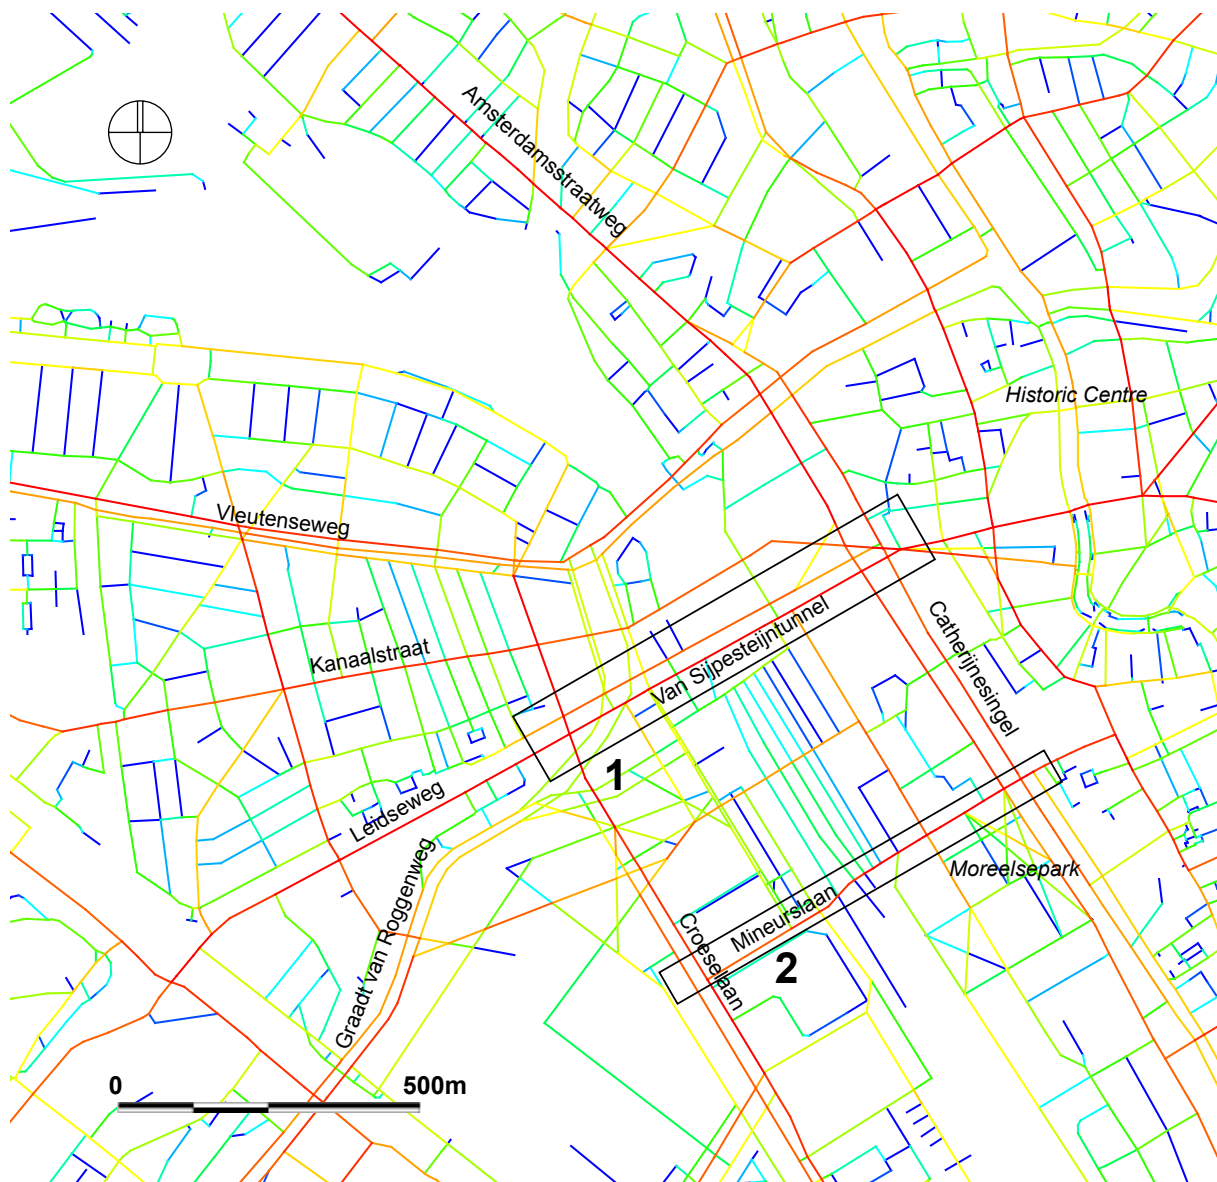 Amsterdamsstraatweg
Historic Centre
Vleutenseweg
Van Sijpesteijntunnel
Catherijnesingel
Kanaalstraat
1
Leidseweg
Graadt van Roggenweg
Moreelsepark
Mineurslaan
Croeselaan
2
0
500m